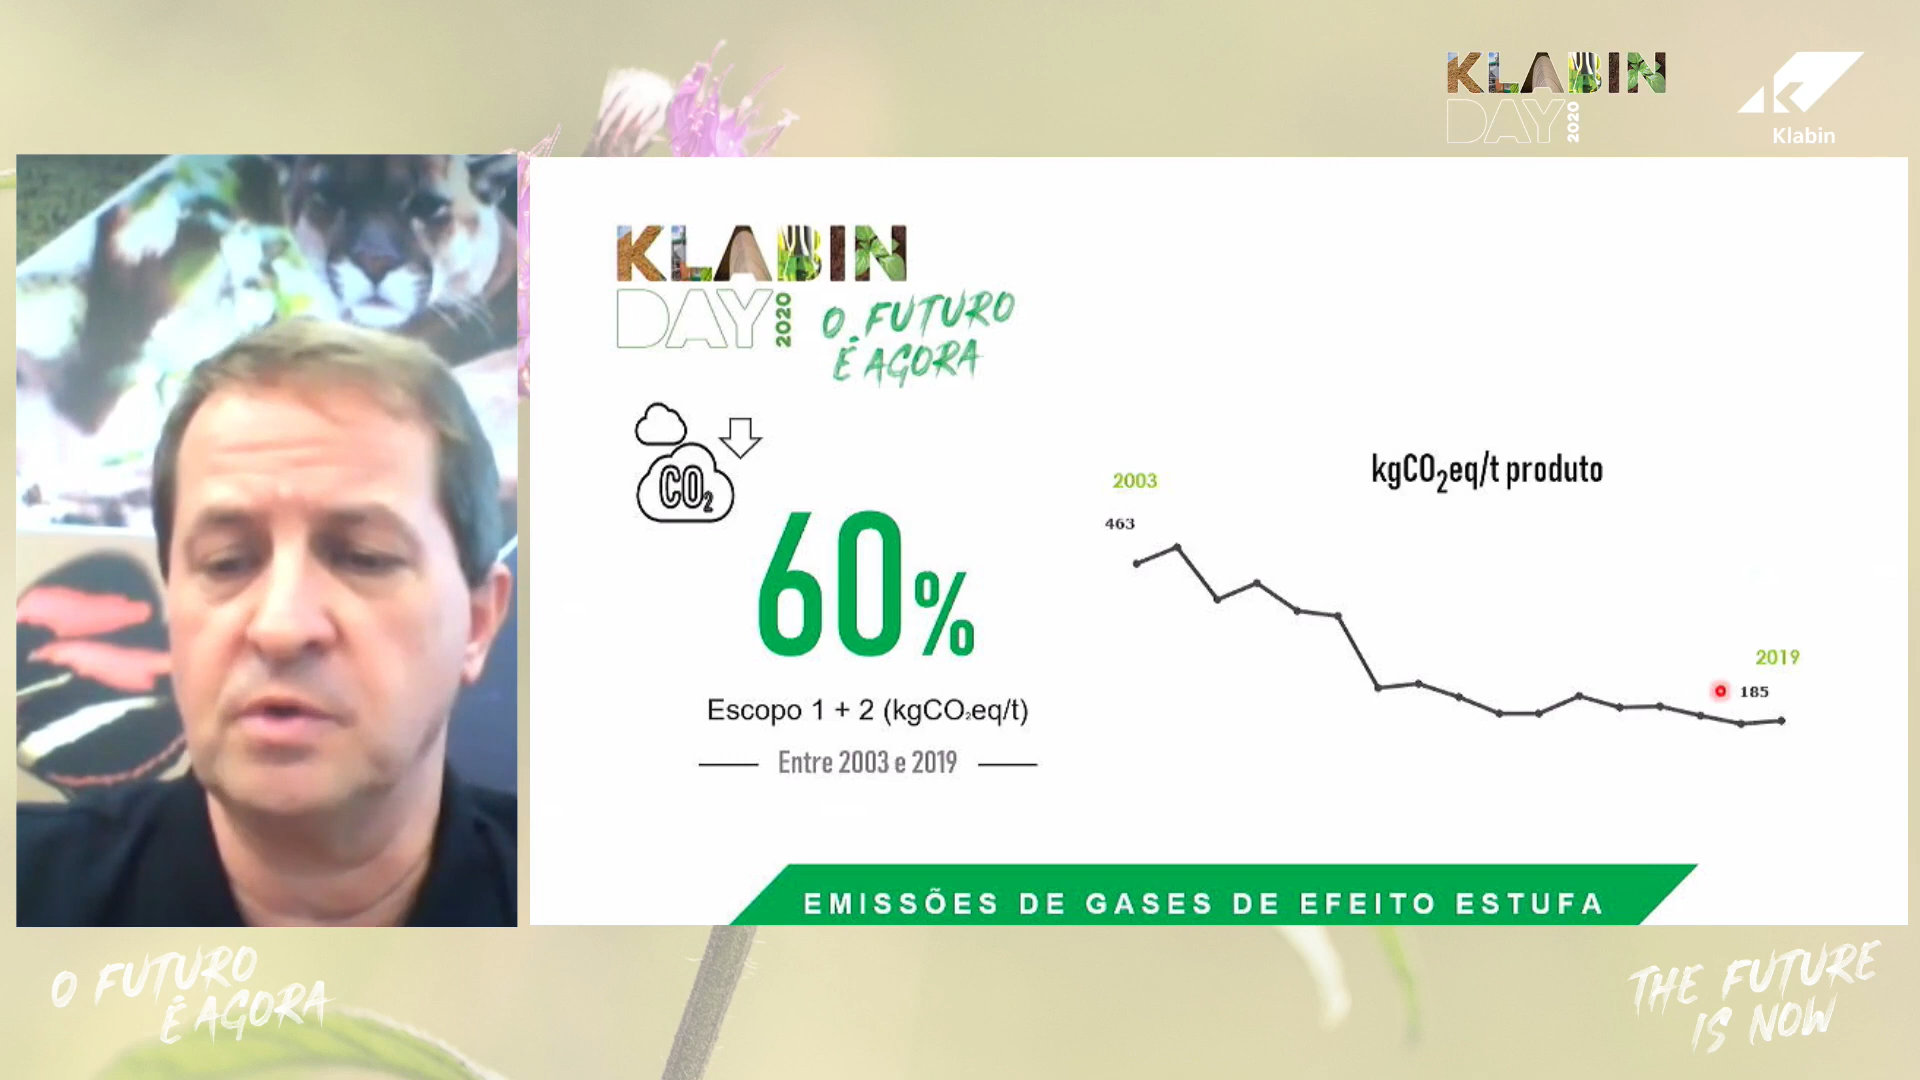 KLABIN
DAY 2020
Klabin
KLABIN
DAY 2020
O FUTURO
É AGORA
CO₂
60%
Escopo 1 + 2 (kgCO₂eq/t)
Entre 2003 e 2019
kgCO₂eq/t produto
2003
463
2019
185
EMISSÕES DE GASES DE EFEITO ESTUFA
O FUTURO
É AGORA
THE FUTURE
IS NOW